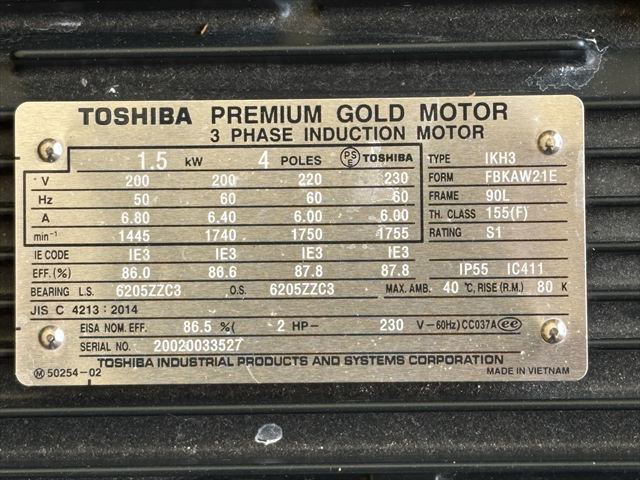 TOSHIBA PREMIUM GOLD MOTOR
3 PHASE INDUCTION MOTOR
1.5 kW 4 POLES PSE TOSHIBA
V 200 200 220 230
Hz 50 60 60 60
A 6.80 6.40 6.00 6.00
min⁻¹ 1445 1740 1750 1755
IE CODE IE3 IE3 IE3 IE3
EFF.(%) 86.0 86.6 87.8 87.8
TYPE IKH3
FORM FBKAW21E
FRAME 90L
TH. CLASS 155(F)
RATING S1
IP55 IC411
BEARING L.S. 6205ZZC3 O.S. 6205ZZC3 MAX. AMB. 40 ℃, RISE (R.M.) 80 K
JIS C 4213 : 2014
EISA NOM. EFF. 86.5 %( 2 HP- 230 V-60Hz) CC037A ee
SERIAL NO. 20020033527
TOSHIBA INDUSTRIAL PRODUCTS AND SYSTEMS CORPORATION
Ⓜ 50254-02 MADE IN VIETNAM